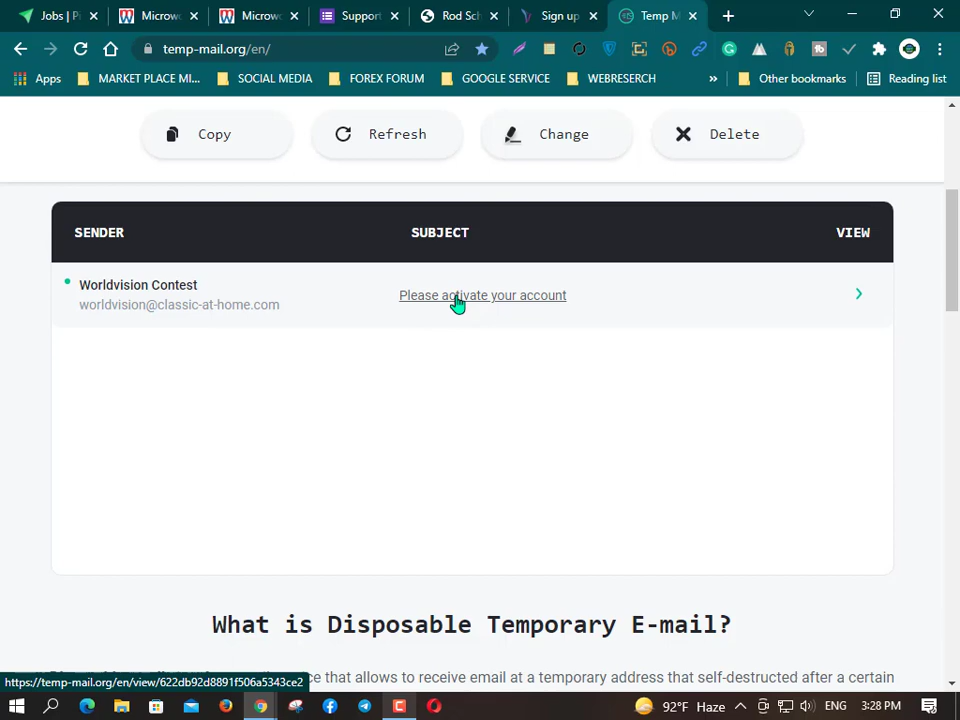 Jobs | Pi
Microwo
Microwo
Support
Rod Sch
Sign up
Temp M
temp-mail.org/en/
Apps
MARKET PLACE MI...
SOCIAL MEDIA
FOREX FORUM
GOOGLE SERVICE
WEBRESERCH
»
Other bookmarks
Reading list
Copy
Refresh
Change
Delete
SENDER
SUBJECT
VIEW
Worldvision Contest
worldvision@classic-at-home.com
Please activate your account
What is Disposable Temporary E-mail?
that allows to receive email at a temporary address that self-destructed after a certain
https://temp-mail.org/en/view/622db92d8891f506a5343ce2
92°F Haze
ENG
3:28 PM